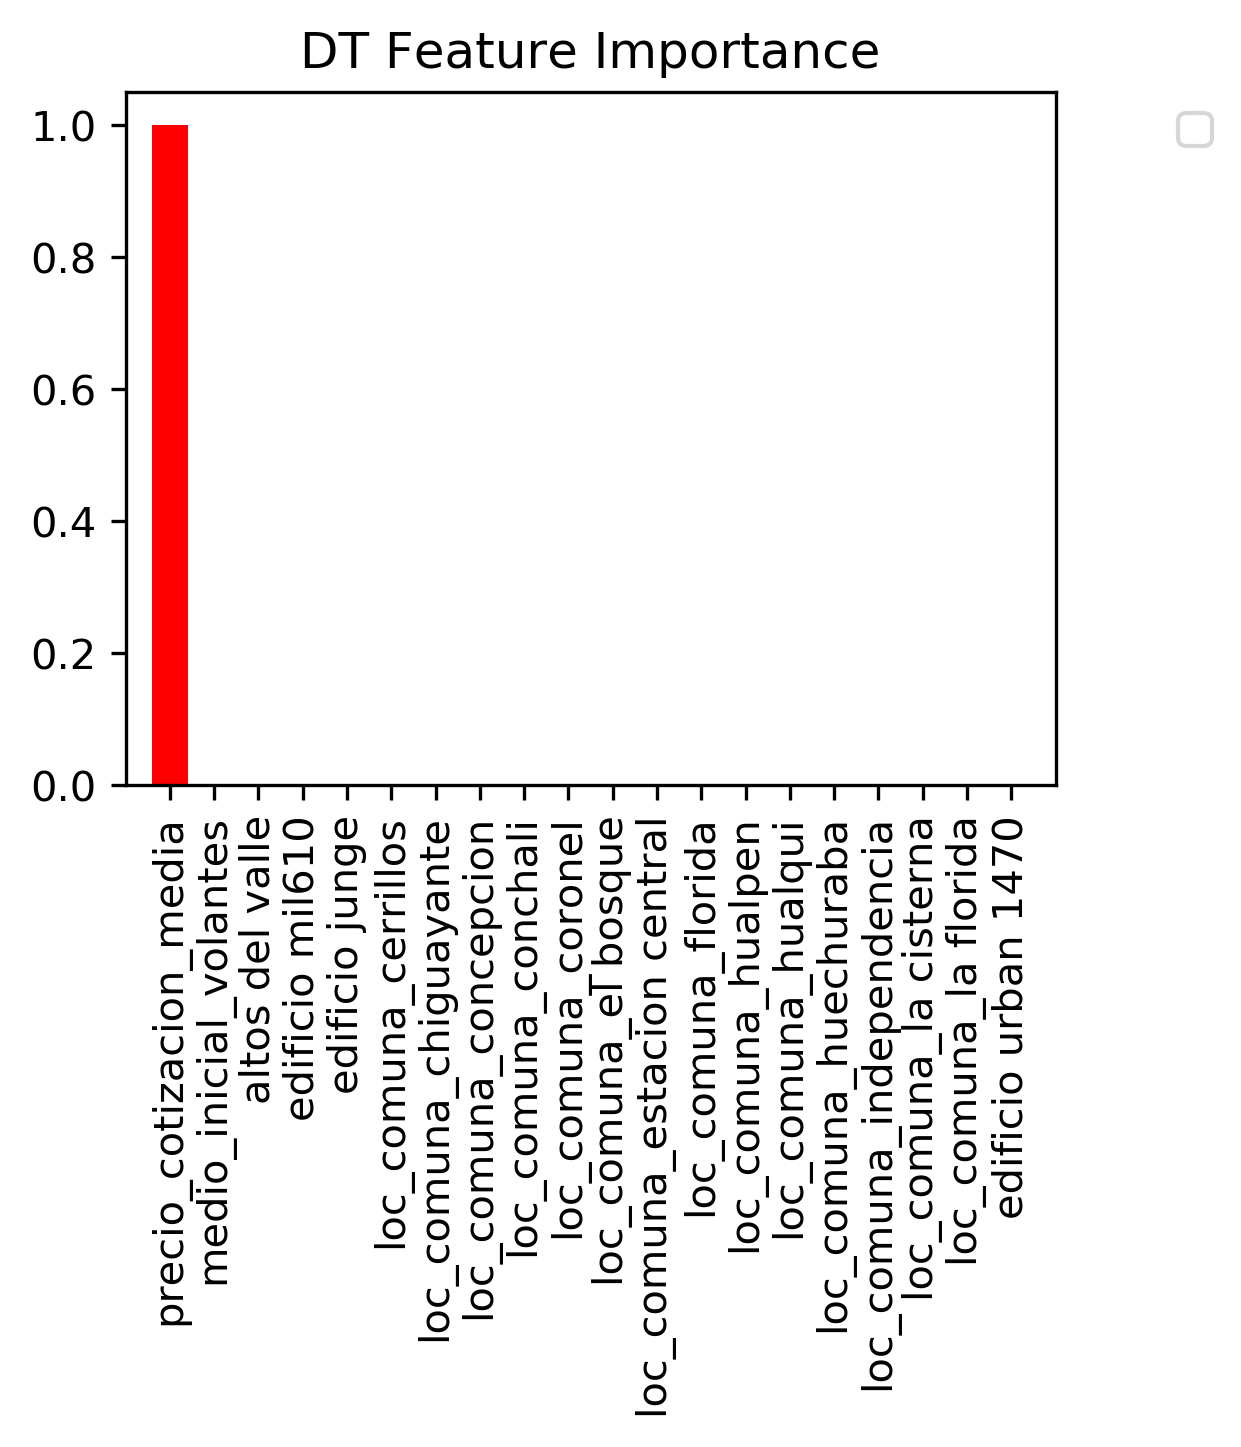 DT Feature Importance
1.0
0.8
0.6
0.4
0.2
0.0
precio_cotizacion_media
medio_inicial_volantes
altos del valle
edificio mil610
edificio junge
loc_comuna_cerrillos
loc_comuna_chiguayante
loc_comuna_concepcion
loc_comuna_conchali
loc_comuna_coronel
loc_comuna_el bosque
loc_comuna_estacion central
loc_comuna_florida
loc_comuna_hualpen
loc_comuna_hualqui
loc_comuna_huechuraba
loc_comuna_independencia
loc_comuna_la cisterna
loc_comuna_la florida
edificio urban 1470